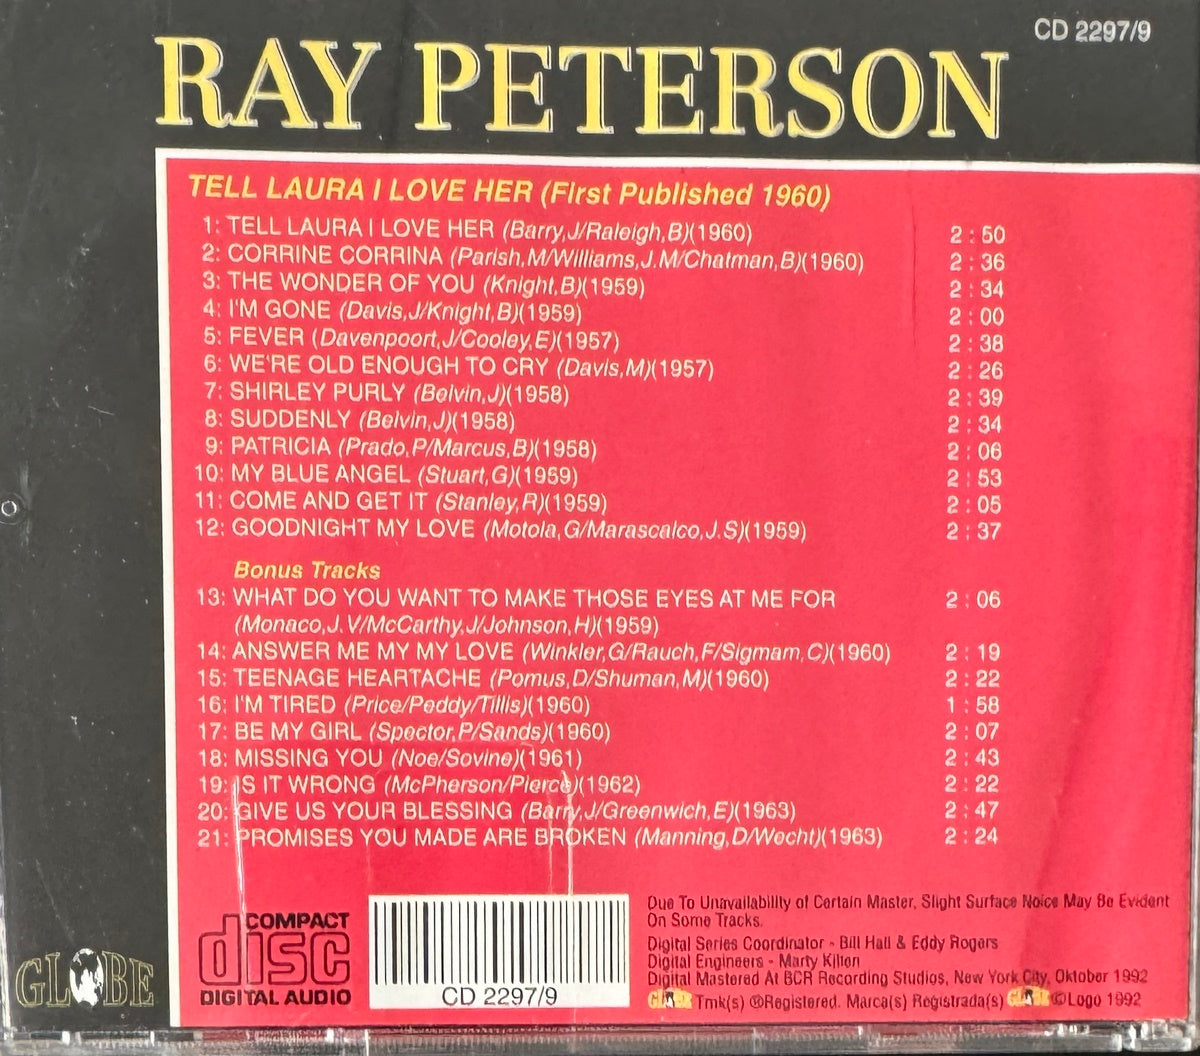 CD 2297/9
RAY PETERSON
TELL LAURA I LOVE HER (First Published 1960)
1: TELL LAURA I LOVE HER (Barry,J/Raleigh,B)(1960) 2 : 50
2: CORRINE CORRINA (Parish,M/Williams,J.M/Chatman,B)(1960) 2 : 36
3: THE WONDER OF YOU (Knight,B)(1959) 2 : 34
4: I'M GONE (Davis,J/Knight,B)(1959) 2 : 00
5: FEVER (Davenpoort,J/Cooley,E)(1957) 2 : 38
6: WE'RE OLD ENOUGH TO CRY (Davis,M)(1957) 2 : 26
7: SHIRLEY PURLY (Belvin,J)(1958) 2 : 39
8: SUDDENLY (Belvin,J)(1958) 2 : 34
9: PATRICIA (Prado,P/Marcus,B)(1958) 2 : 06
10: MY BLUE ANGEL (Stuart,G)(1959) 2 : 53
11: COME AND GET IT (Stanley,R)(1959) 2 : 05
12: GOODNIGHT MY LOVE (Motola,G/Marascalco,J.S)(1959) 2 : 37
Bonus Tracks
13: WHAT DO YOU WANT TO MAKE THOSE EYES AT ME FOR 2 : 06
(Monaco,J.V/McCarthy,J/Johnson,H)(1959)
14: ANSWER ME MY MY LOVE (Winkler,G/Rauch,F/Sigmam,C)(1960) 2 : 19
15: TEENAGE HEARTACHE (Pomus,D/Shuman,M)(1960) 2 : 22
16: I'M TIRED (Price/Peddy/Tillis)(1960) 1 : 58
17: BE MY GIRL (Spector,P/Sands)(1960) 2 : 07
18: MISSING YOU (Noe/Sovine)(1961) 2 : 43
19: IS IT WRONG (McPherson/Pierce)(1962) 2 : 22
20: GIVE US YOUR BLESSING (Barry,J/Greenwich,E)(1963) 2 : 47
21: PROMISES YOU MADE ARE BROKEN (Manning,D/Wecht)(1963) 2 : 24
GLOBE
COMPACT
disc
DIGITAL AUDIO
CD 2297/9
Due To Unavailability of Certain Master, Slight Surface Noice May Be Evident
On Some Tracks.
Digital Series Coordinator - Bill Hall & Eddy Rogers
Digital Engineers - Marty Killen
Digital Mastered At BCR Recording Studios, New York City, Oktober 1992
Tmk(s) ®Registered. Marca(s) Registrada(s) ©Logo 1992